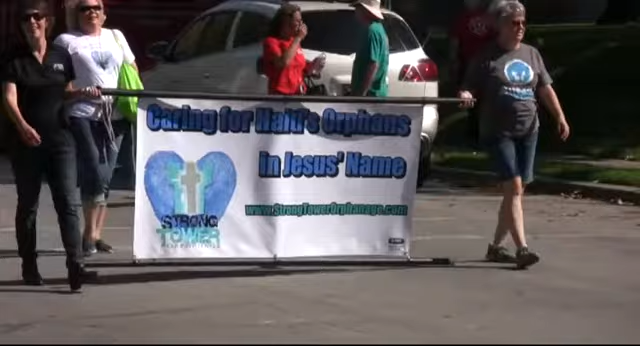 Caring for Haiti's Orphans
in Jesus' Name
www.StrongTowerOrphanage.com
STRONG
TOWER